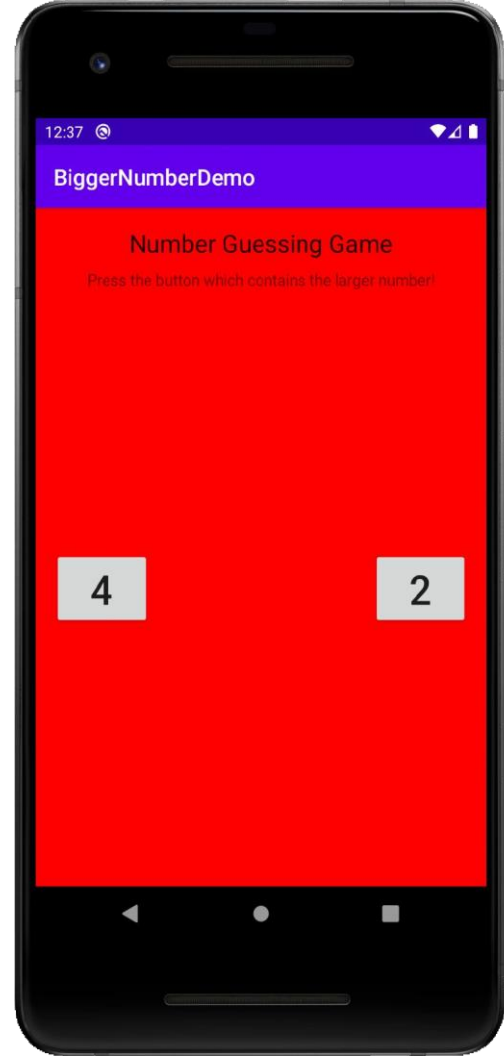 12:37
BiggerNumberDemo
Number Guessing Game
Press the button which contains the larger number!
4 2